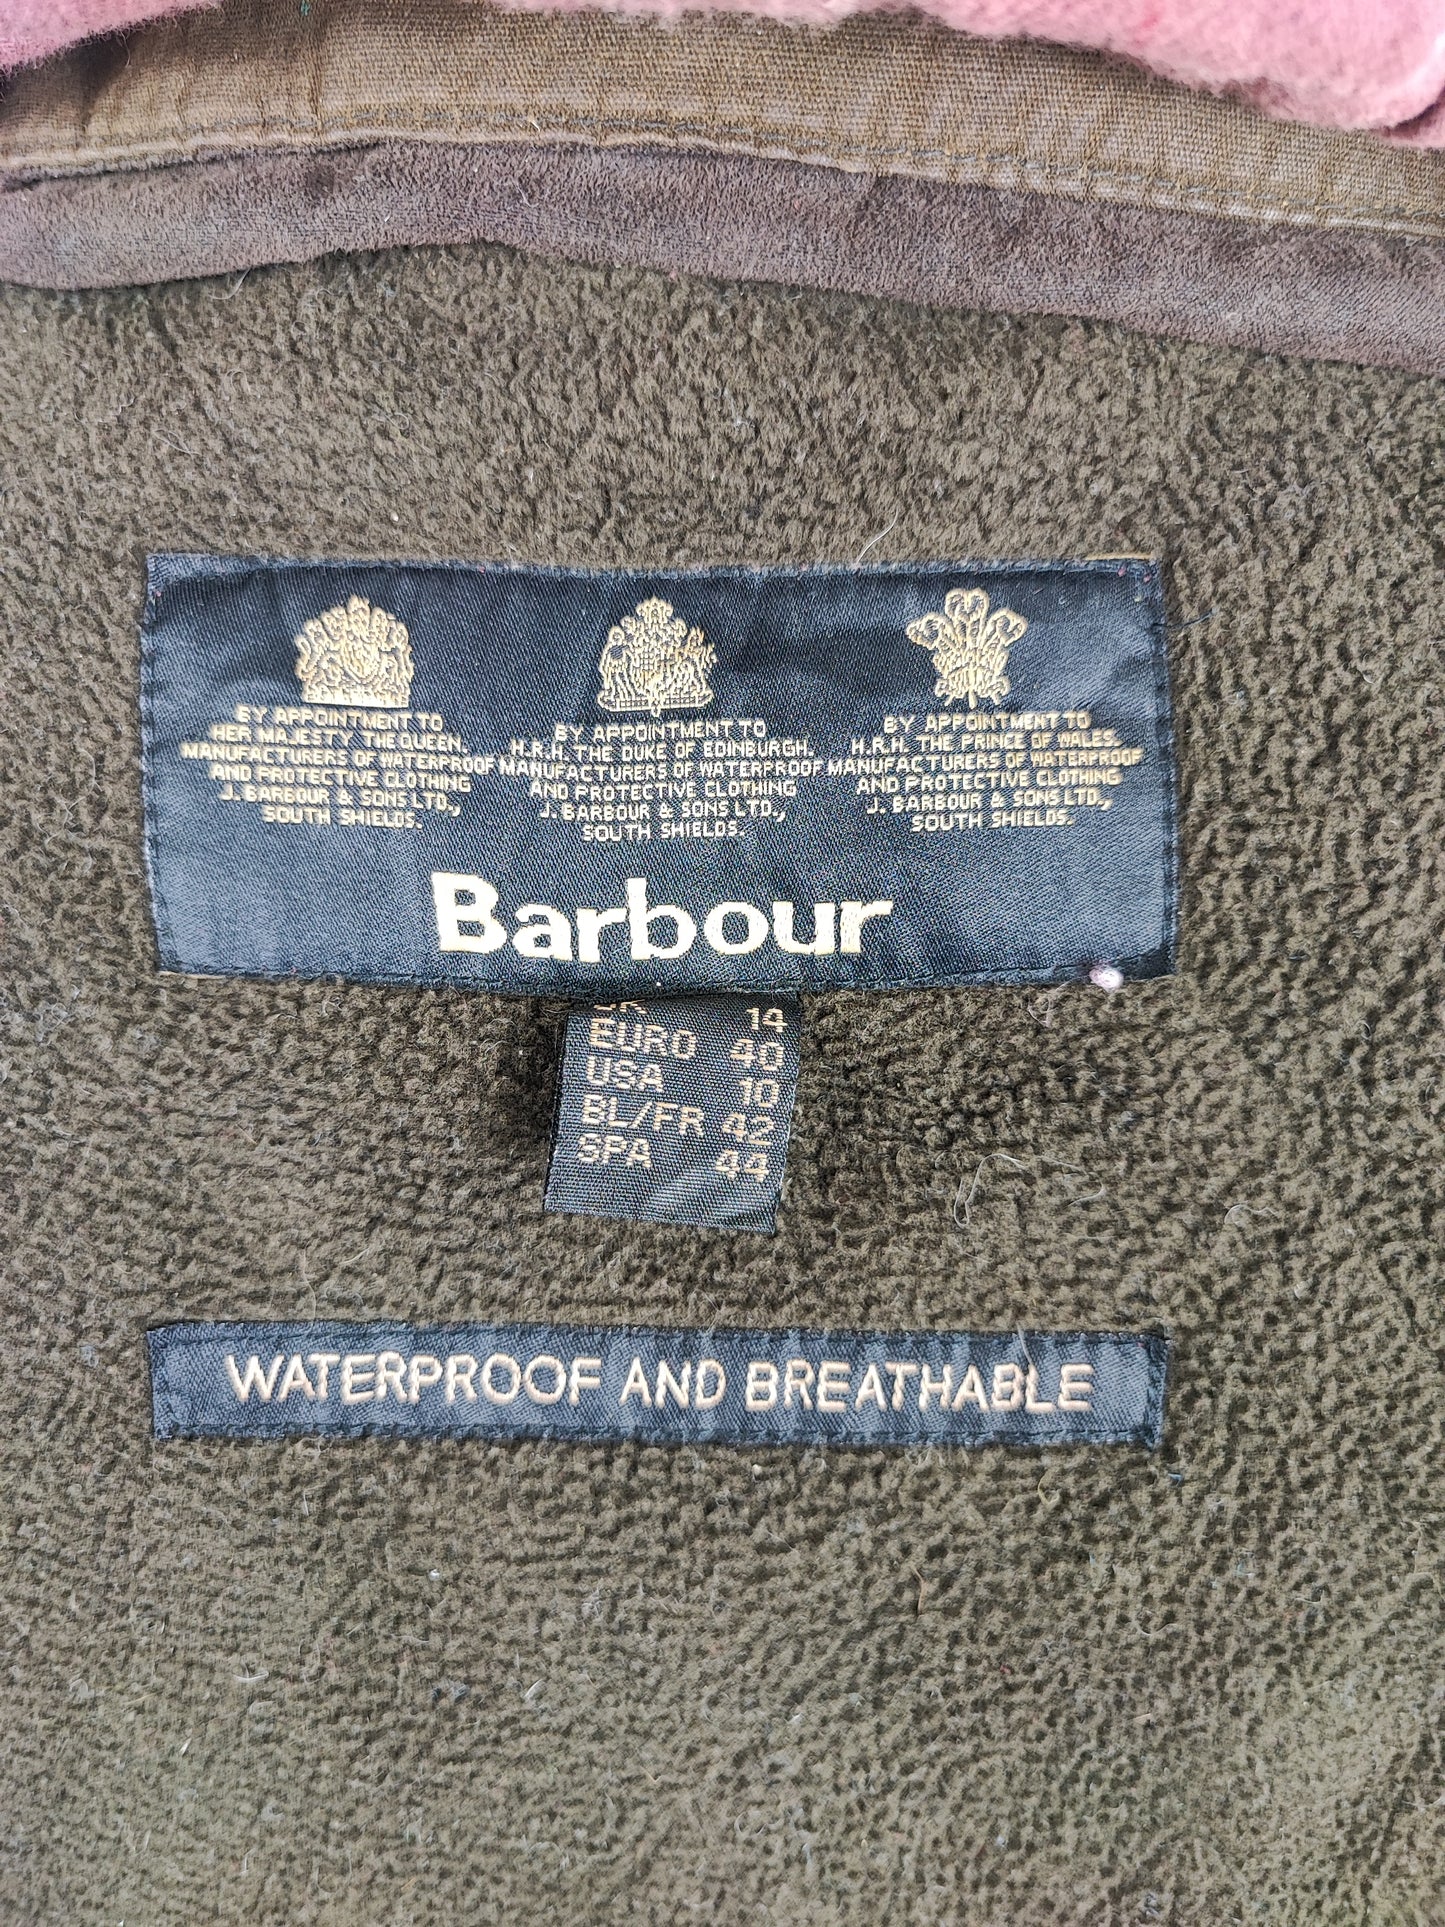 BY APPOINTMENT TO
HER MAJESTY THE QUEEN.
MANUFACTURERS OF WATERPROOF
AND PROTECTIVE CLOTHING
J. BARBOUR & SONS LTD.,
SOUTH SHIELDS.
BY APPOINTMENT TO
H.R.H. THE DUKE OF EDINBURGH.
MANUFACTURERS OF WATERPROOF
AND PROTECTIVE CLOTHING
J. BARBOUR & SONS LTD.,
SOUTH SHIELDS.
BY APPOINTMENT TO
H.R.H. THE PRINCE OF WALES.
MANUFACTURERS OF WATERPROOF
AND PROTECTIVE CLOTHING
J. BARBOUR & SONS LTD.,
SOUTH SHIELDS.
Barbour
UK 14
EURO 40
USA 10
BL/FR 42
SPA 44
WATERPROOF AND BREATHABLE